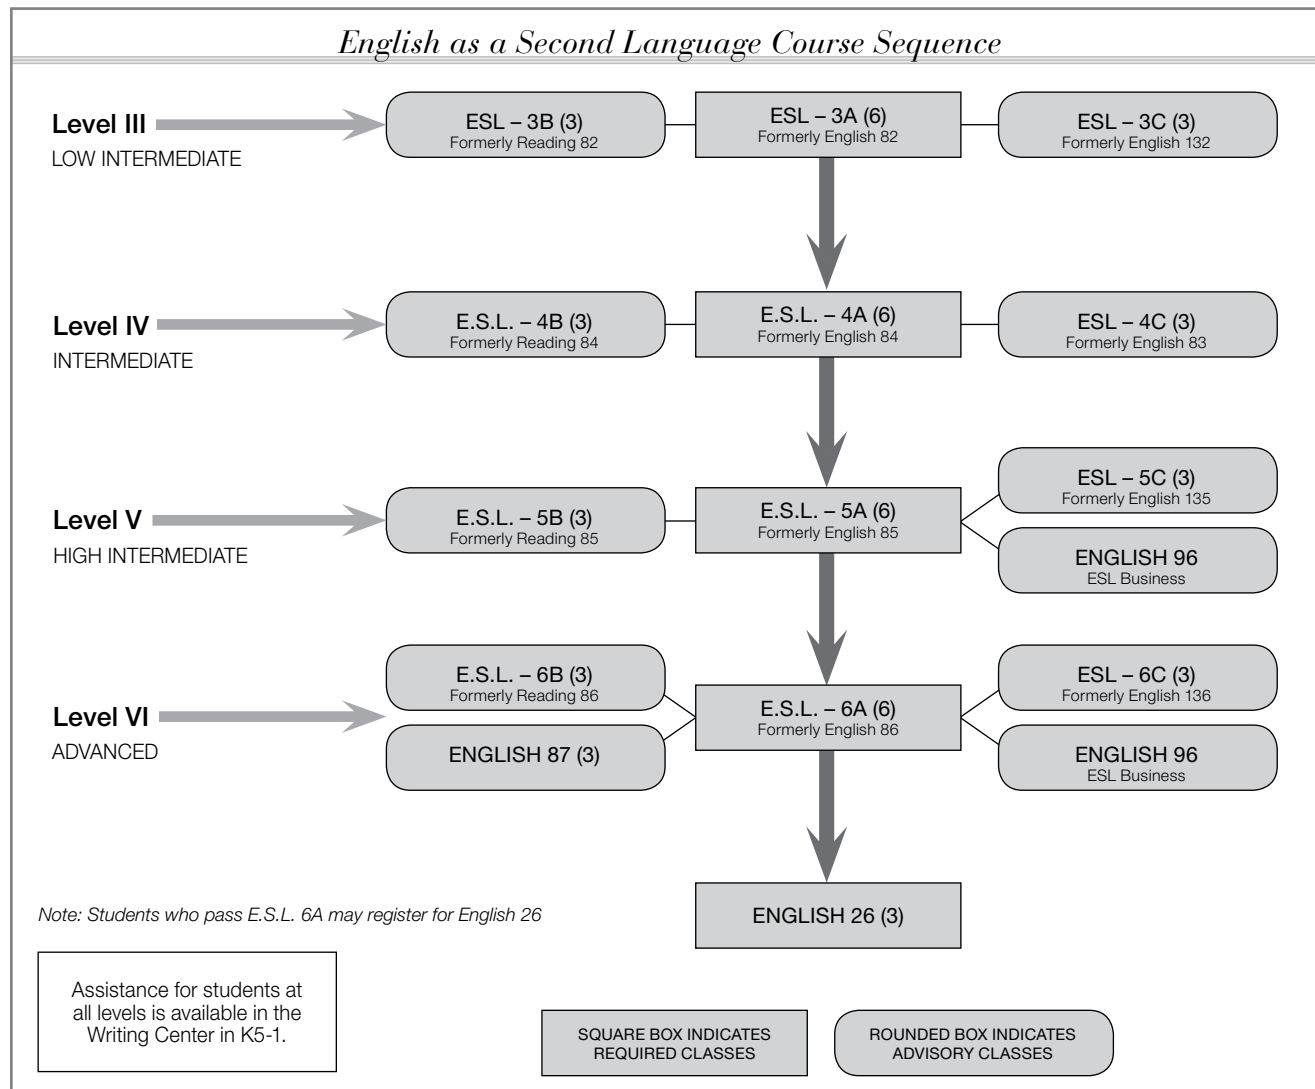 English as a Second Language Course Sequence
Level III
LOW INTERMEDIATE
ESL – 3B (3)
Formerly Reading 82
ESL – 3A (6)
Formerly English 82
ESL – 3C (3)
Formerly English 132
Level IV
INTERMEDIATE
E.S.L. – 4B (3)
Formerly Reading 84
E.S.L. – 4A (6)
Formerly English 84
ESL – 4C (3)
Formerly English 83
Level V
HIGH INTERMEDIATE
E.S.L. – 5B (3)
Formerly Reading 85
E.S.L. – 5A (6)
Formerly English 85
ESL – 5C (3)
Formerly English 135
ENGLISH 96
ESL Business
Level VI
ADVANCED
E.S.L. – 6B (3)
Formerly Reading 86
ENGLISH 87 (3)
E.S.L. – 6A (6)
Formerly English 86
ESL – 6C (3)
Formerly English 136
ENGLISH 96
ESL Business
Note: Students who pass E.S.L. 6A may register for English 26
ENGLISH 26 (3)
Assistance for students at
all levels is available in the
Writing Center in K5-1.
SQUARE BOX INDICATES
REQUIRED CLASSES
ROUNDED BOX INDICATES
ADVISORY CLASSES